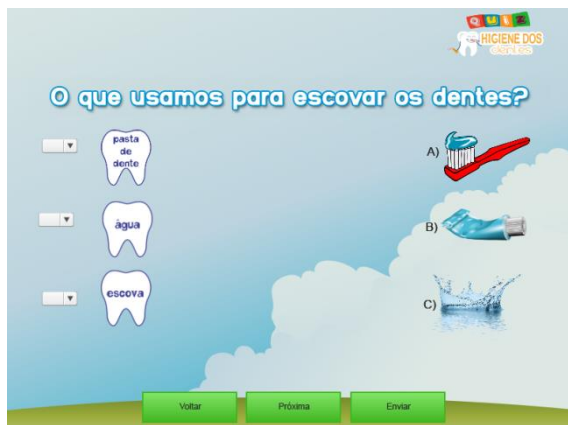 QUIZ
HIGIENE DOS
dentes
O que usamos para escovar os dentes?
pasta
de
dente
A)
água
B)
escova
C)
Voltar
Próxima
Enviar